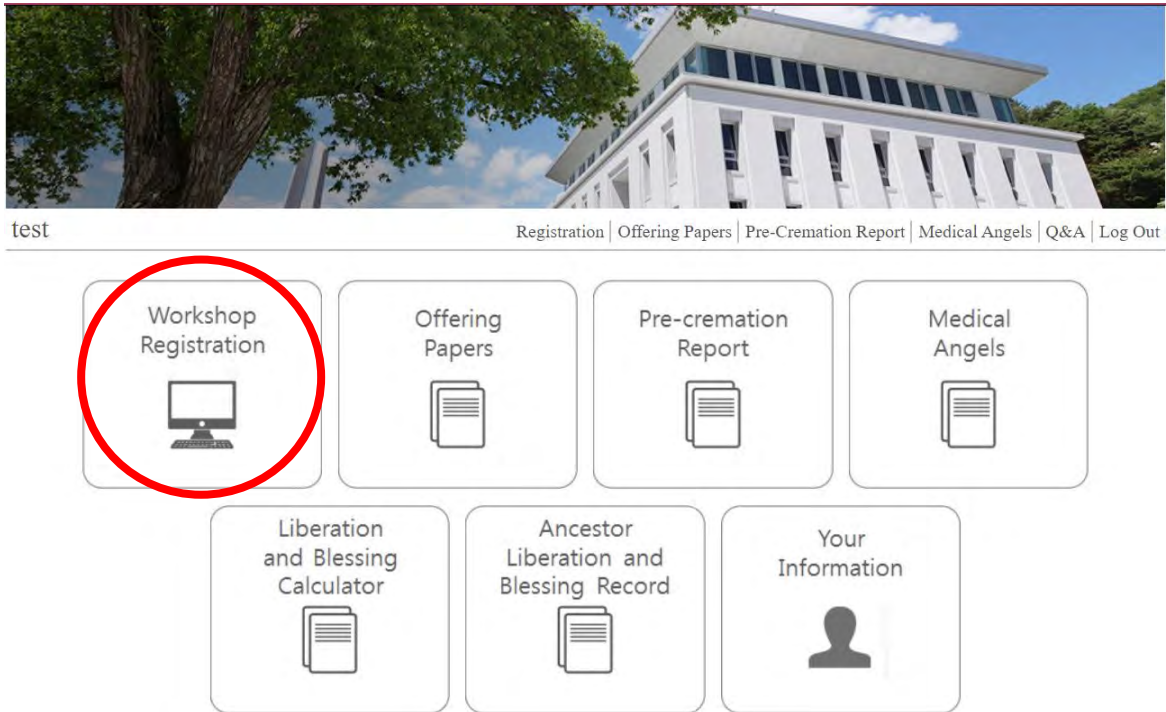 test
Registration | Offering Papers | Pre-Cremation Report | Medical Angels | Q&A | Log Out
Workshop
Registration
Offering
Papers
Pre-cremation
Report
Medical
Angels
Liberation
and Blessing
Calculator
Ancestor
Liberation and
Blessing Record
Your
Information